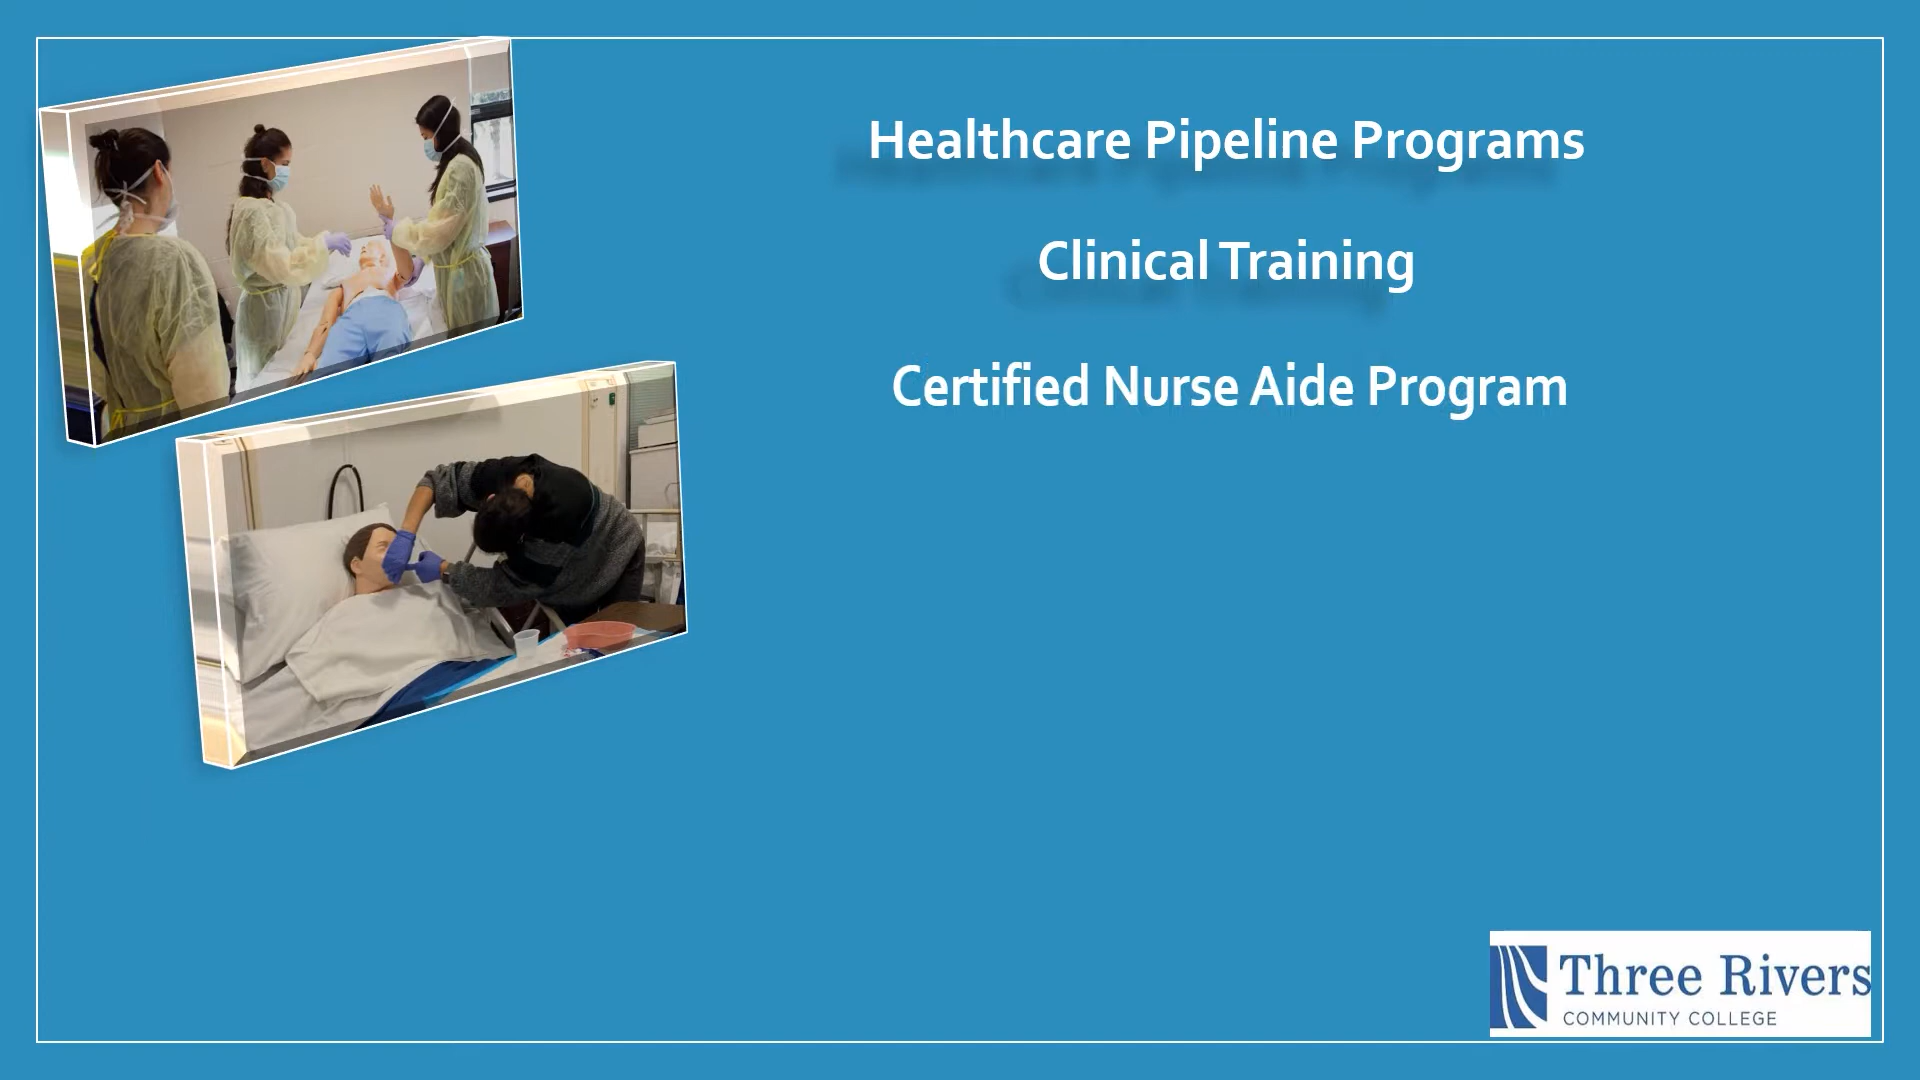 Healthcare Pipeline Programs
Clinical Training
Certified Nurse Aide Program
Three Rivers
COMMUNITY COLLEGE